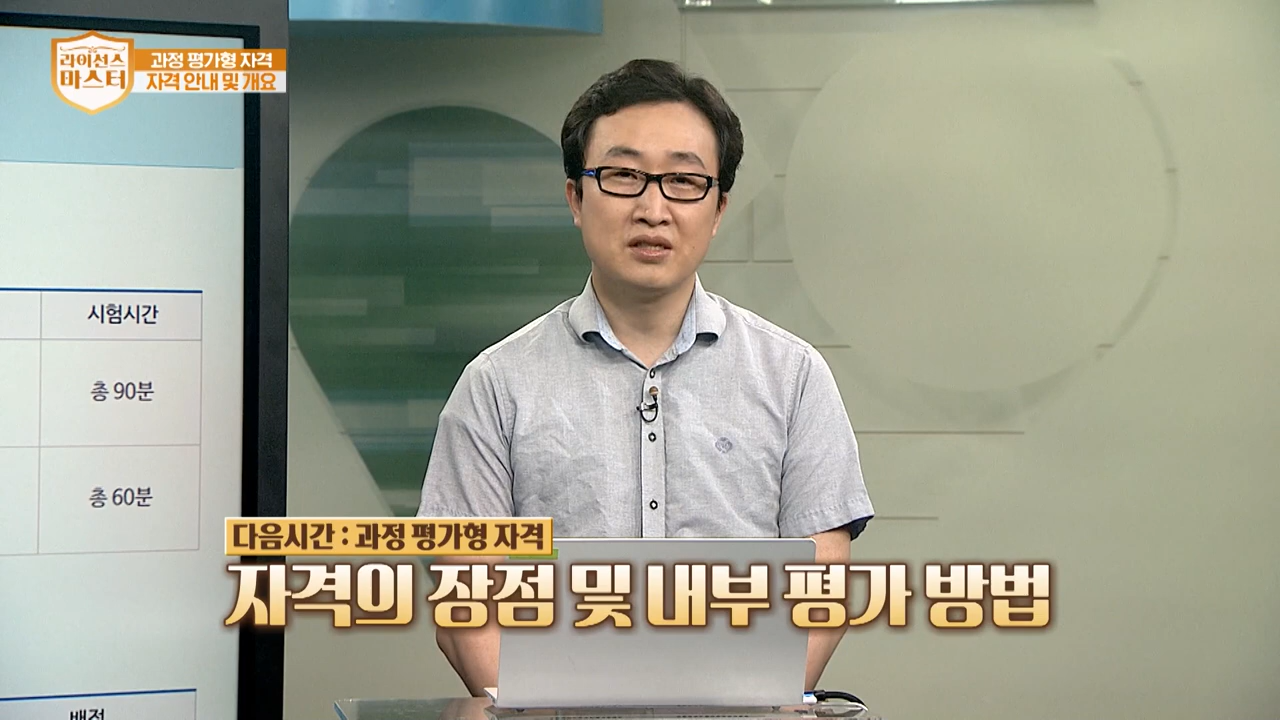 라이선스
마스터
과정 평가형 자격
자격 안내 및 개요
시험시간
총 90분
총 60분
배점
다음시간 : 과정 평가형 자격
자격의 장점 및 내부 평가 방법